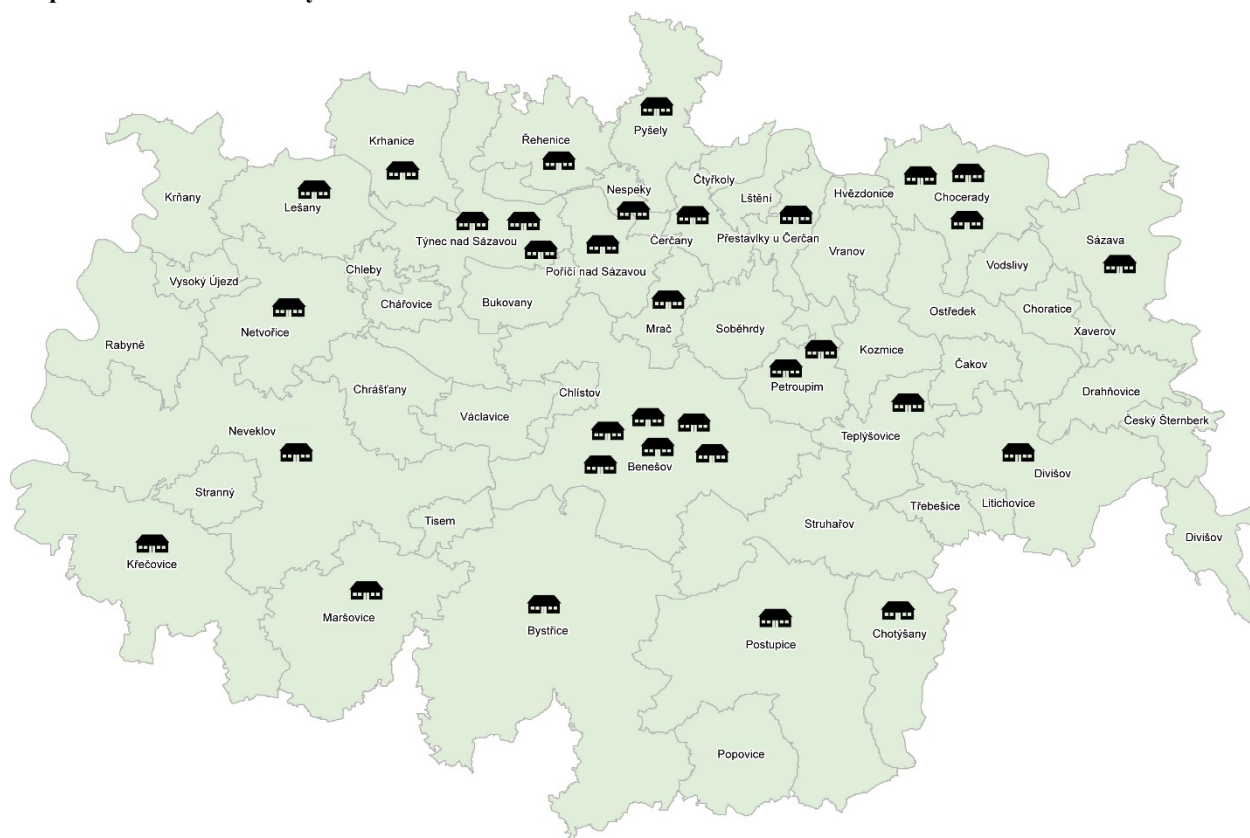 Pyšely
Krhanice
Řehenice
Krňany
Lešany
Nespeky
Čtyřkoly
Lštění
Hvězdonice
Chocerady
Týnec nad Sázavou
Čerčany
Přestavlky u Čerčan
Sázava
Vranov
Vodslivy
Chleby
Poříčí nad Sázavou
Vysoký Újezd
Chářovice
Bukovany
Netvořice
Mrač
Soběhrdy
Ostředek
Choratice
Xaverov
Rabyně
Kozmice
Petroupim
Čakov
Drahňovice
Chrášťany
Chlístov
Václavice
Český Šternberk
Neveklov
Teplýšovice
Benešov
Divišov
Stranný
Třebešice
Litichovice
Tisem
Struhařov
Divišov
Křečovice
Maršovice
Bystřice
Postupice
Chotýšany
Popovice